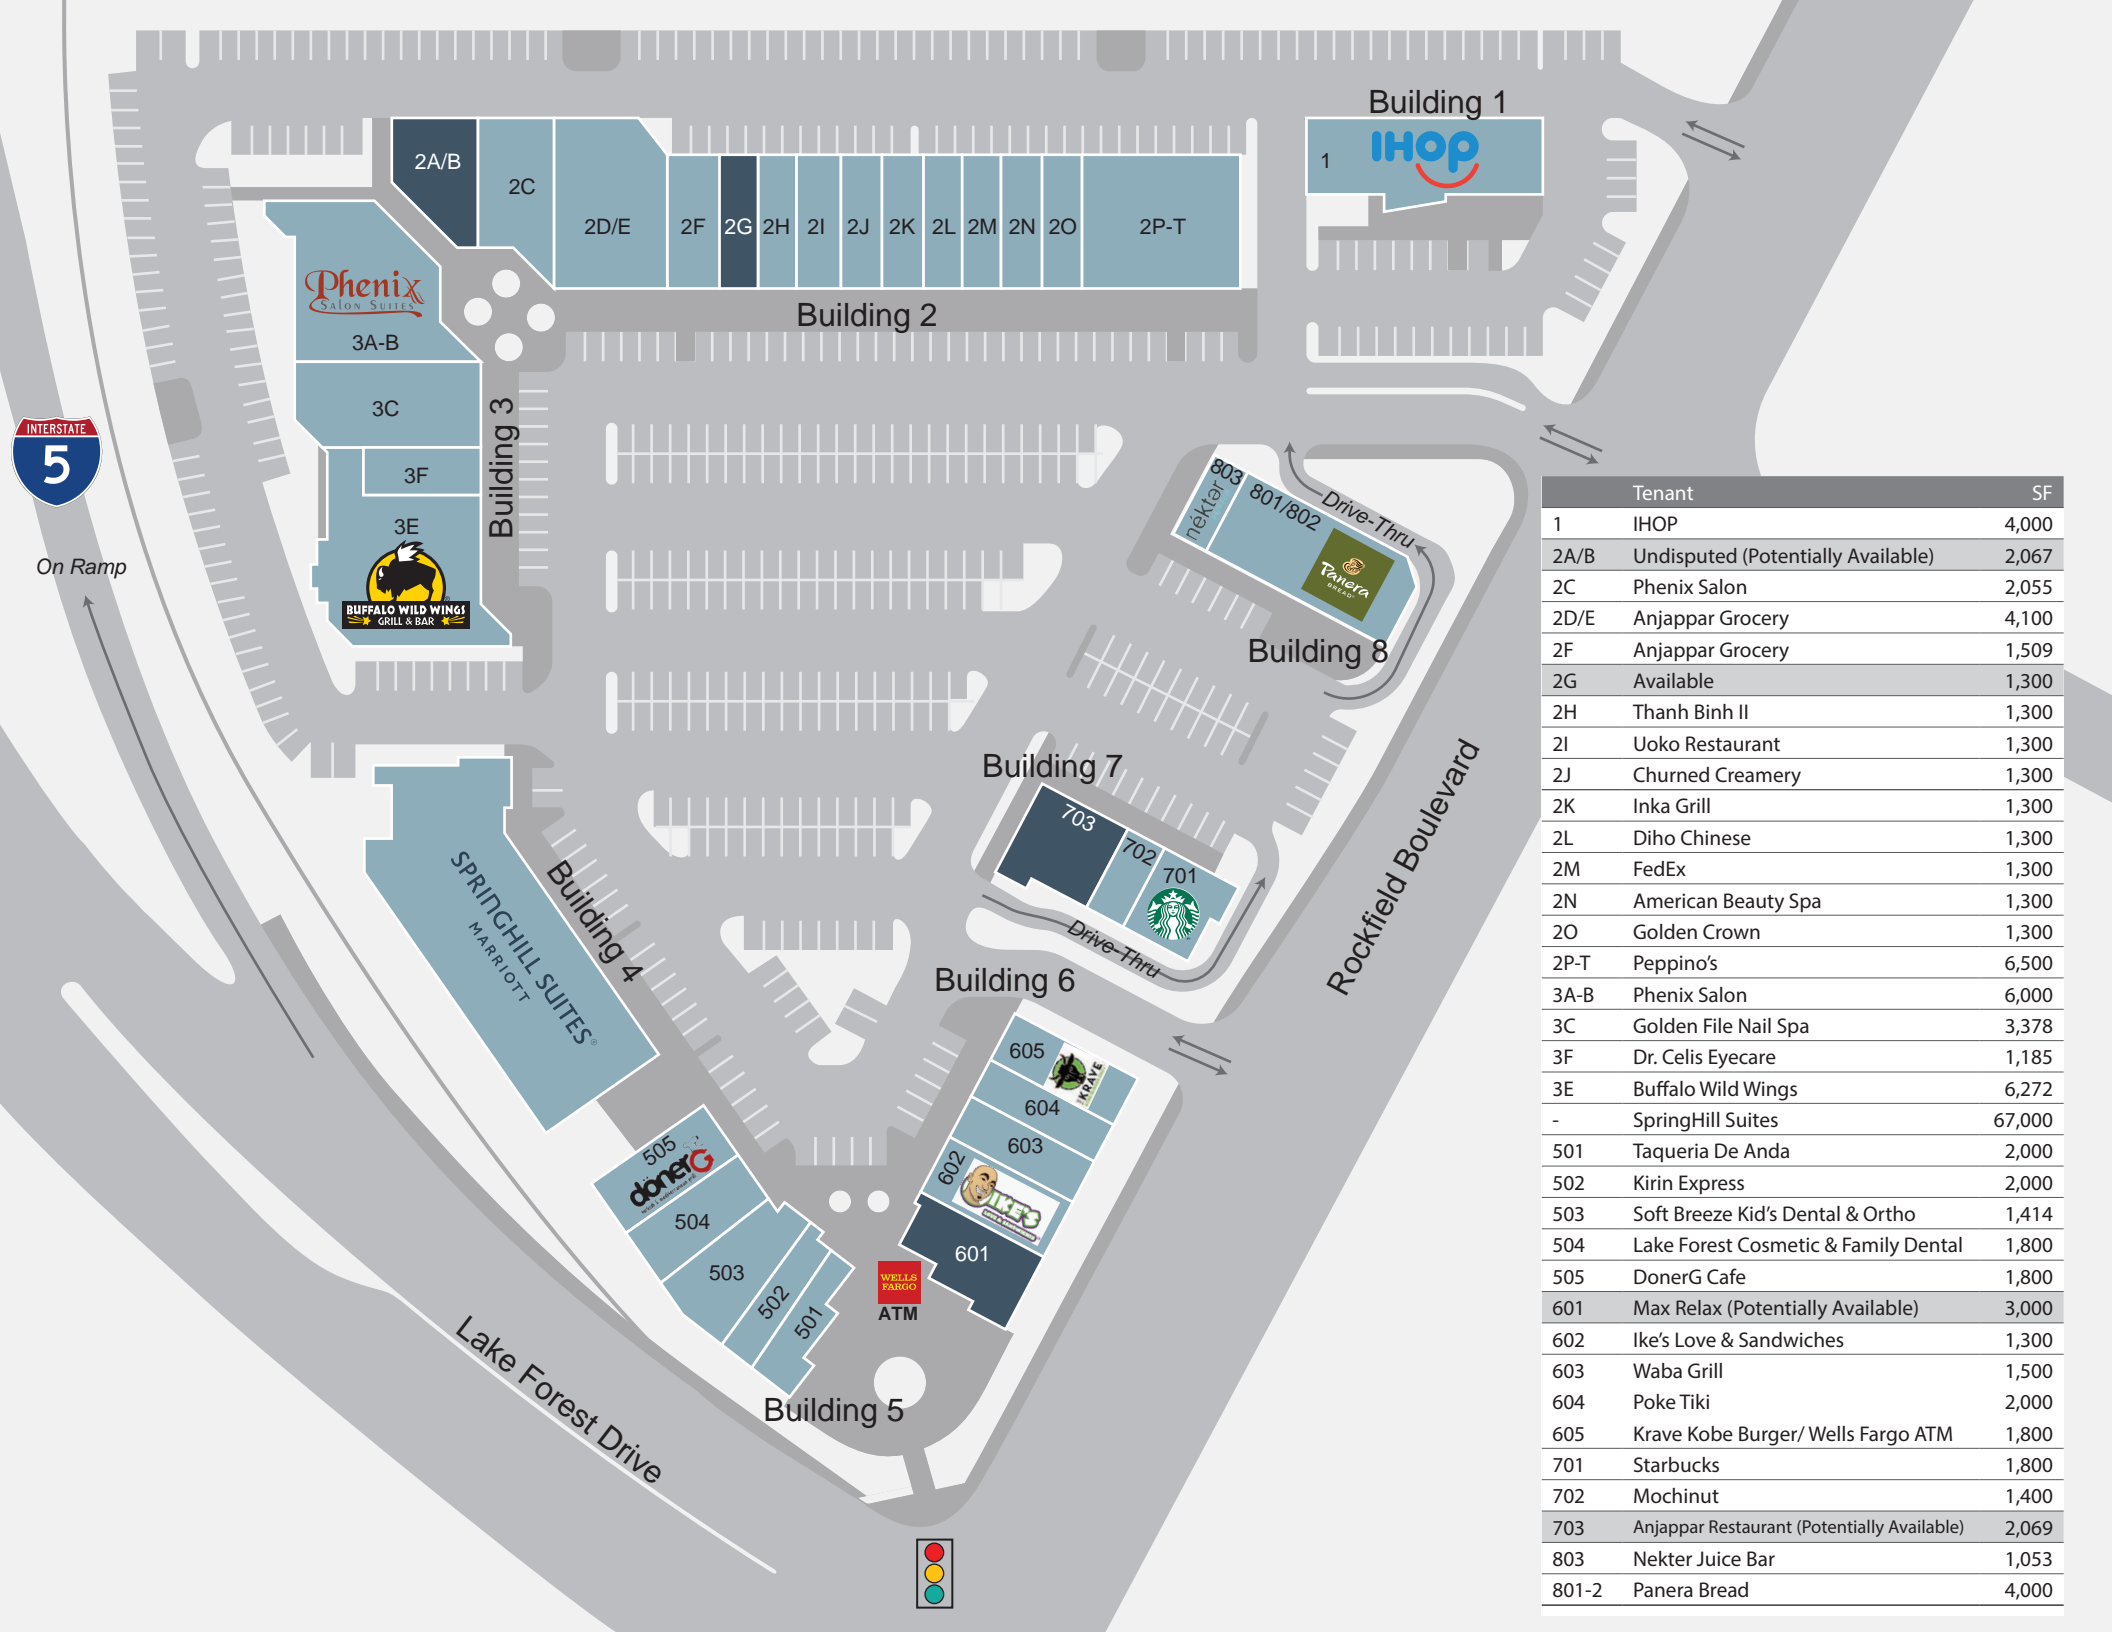 Building 1
IHOP
1
2A/B
2C
2D/E
2F
2G
2H
2I
2J
2K
2L
2M
2N
2O
2P-T
Building 2
Phenix
SALON SUITES
3A-B
3C
3F
3E
BUFFALO WILD WINGS
GRILL & BAR
Building 3
INTERSTATE
5
On Ramp
803
nékter
801/802
Drive-Thru
Panera
BREAD
Building 8
Building 7
703
702
701
Drive-Thru
Rockfield Boulevard
SPRINGHILL SUITES
MARRIOTT
Building 4
Building 6
605
KRAVE
604
603
602
IKE'S
601
505
dönerG
504
503
502
501
WELLS
FARGO
ATM
Building 5
Lake Forest Drive
Tenant SF
1 IHOP 4,000
2A/B Undisputed (Potentially Available) 2,067
2C Phenix Salon 2,055
2D/E Anjappar Grocery 4,100
2F Anjappar Grocery 1,509
2G Available 1,300
2H Thanh Binh II 1,300
2I Uoko Restaurant 1,300
2J Churned Creamery 1,300
2K Inka Grill 1,300
2L Diho Chinese 1,300
2M FedEx 1,300
2N American Beauty Spa 1,300
2O Golden Crown 1,300
2P-T Peppino’s 6,500
3A-B Phenix Salon 6,000
3C Golden File Nail Spa 3,378
3F Dr. Celis Eyecare 1,185
3E Buffalo Wild Wings 6,272
- SpringHill Suites 67,000
501 Taqueria De Anda 2,000
502 Kirin Express 2,000
503 Soft Breeze Kid’s Dental & Ortho 1,414
504 Lake Forest Cosmetic & Family Dental 1,800
505 DonerG Cafe 1,800
601 Max Relax (Potentially Available) 3,000
602 Ike’s Love & Sandwiches 1,300
603 Waba Grill 1,500
604 Poke Tiki 2,000
605 Krave Kobe Burger/ Wells Fargo ATM 1,800
701 Starbucks 1,800
702 Mochinut 1,400
703 Anjappar Restaurant (Potentially Available) 2,069
803 Nekter Juice Bar 1,053
801-2 Panera Bread 4,000